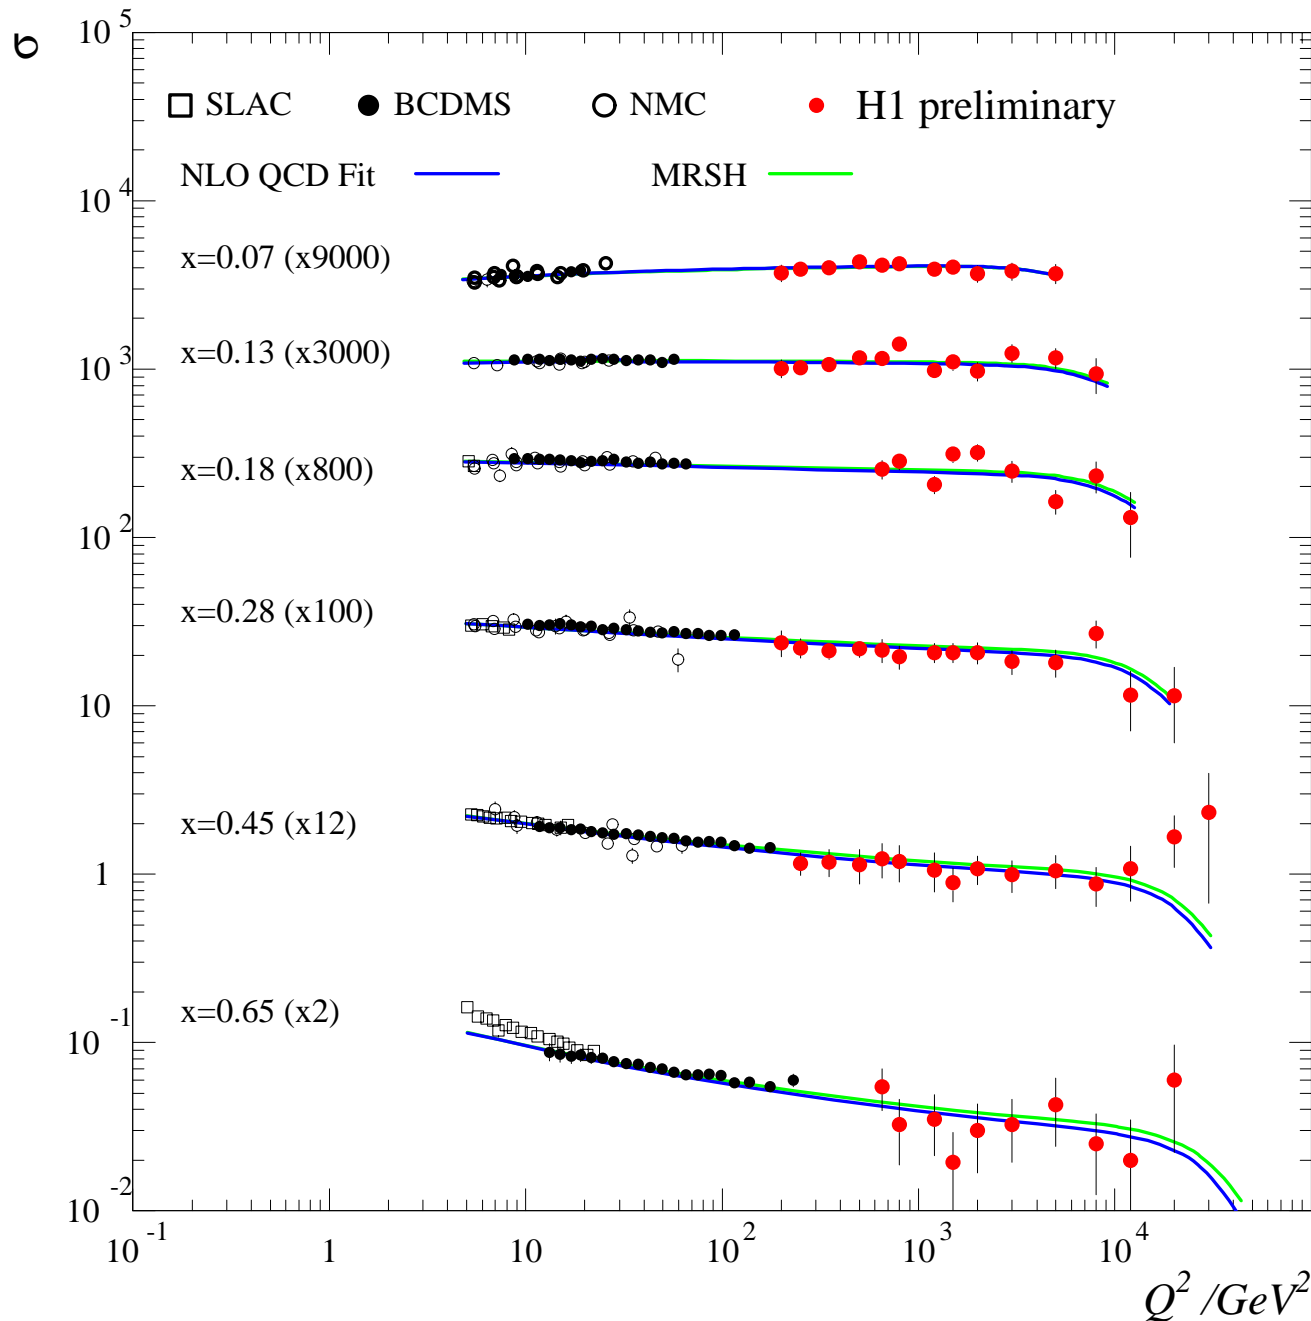 σ
10^5
SLAC BCDMS NMC H1 preliminary
NLO QCD Fit MRSH
10^4
x=0.07 (x9000)
x=0.13 (x3000)
10^3
x=0.18 (x800)
10^2
x=0.28 (x100)
10
x=0.45 (x12)
1
x=0.65 (x2)
10^-1
10^-2
10^-1 1 10 10^2 10^3 10^4
Q^2 /GeV^2